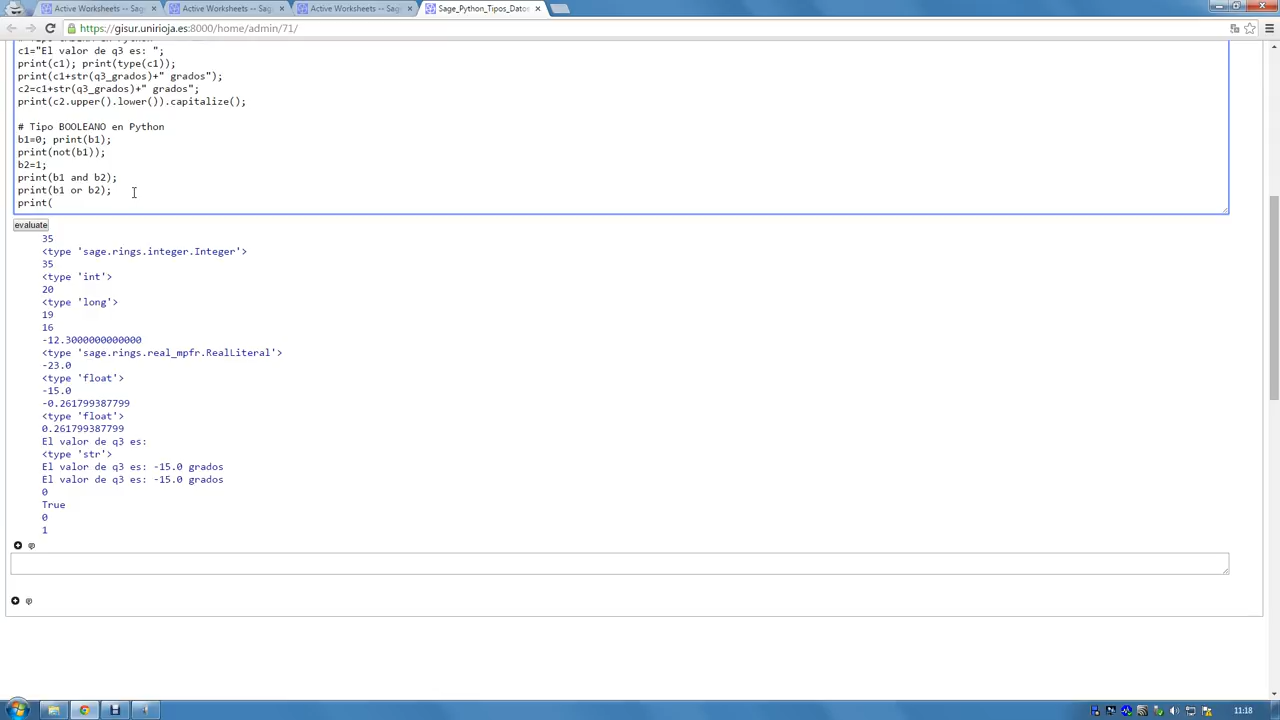 Active Worksheets -- Sag
Active Worksheets -- Sag
Active Worksheets -- Sag
Sage_Python_Tipos_Datos
https://gisur.unirioja.es:8000/home/admin/71/
c1="El valor de q3 es: ";
print(c1); print(type(c1));
print(c1+str(q3_grados)+" grados");
c2=c1+str(q3_grados)+" grados";
print(c2.upper().lower()).capitalize();
# Tipo BOOLEANO en Python
b1=0; print(b1);
print(not(b1));
b2=1;
print(b1 and b2);
print(b1 or b2);
print(
evaluate
35
<type 'sage.rings.integer.Integer'>
35
<type 'int'>
20
<type 'long'>
19
16
-12.3000000000000
<type 'sage.rings.real_mpfr.RealLiteral'>
-23.0
<type 'float'>
-15.0
-0.261799387799
<type 'float'>
0.261799387799
El valor de q3 es:
<type 'str'>
El valor de q3 es: -15.0 grados
El valor de q3 es: -15.0 grados
0
True
0
1
11:18